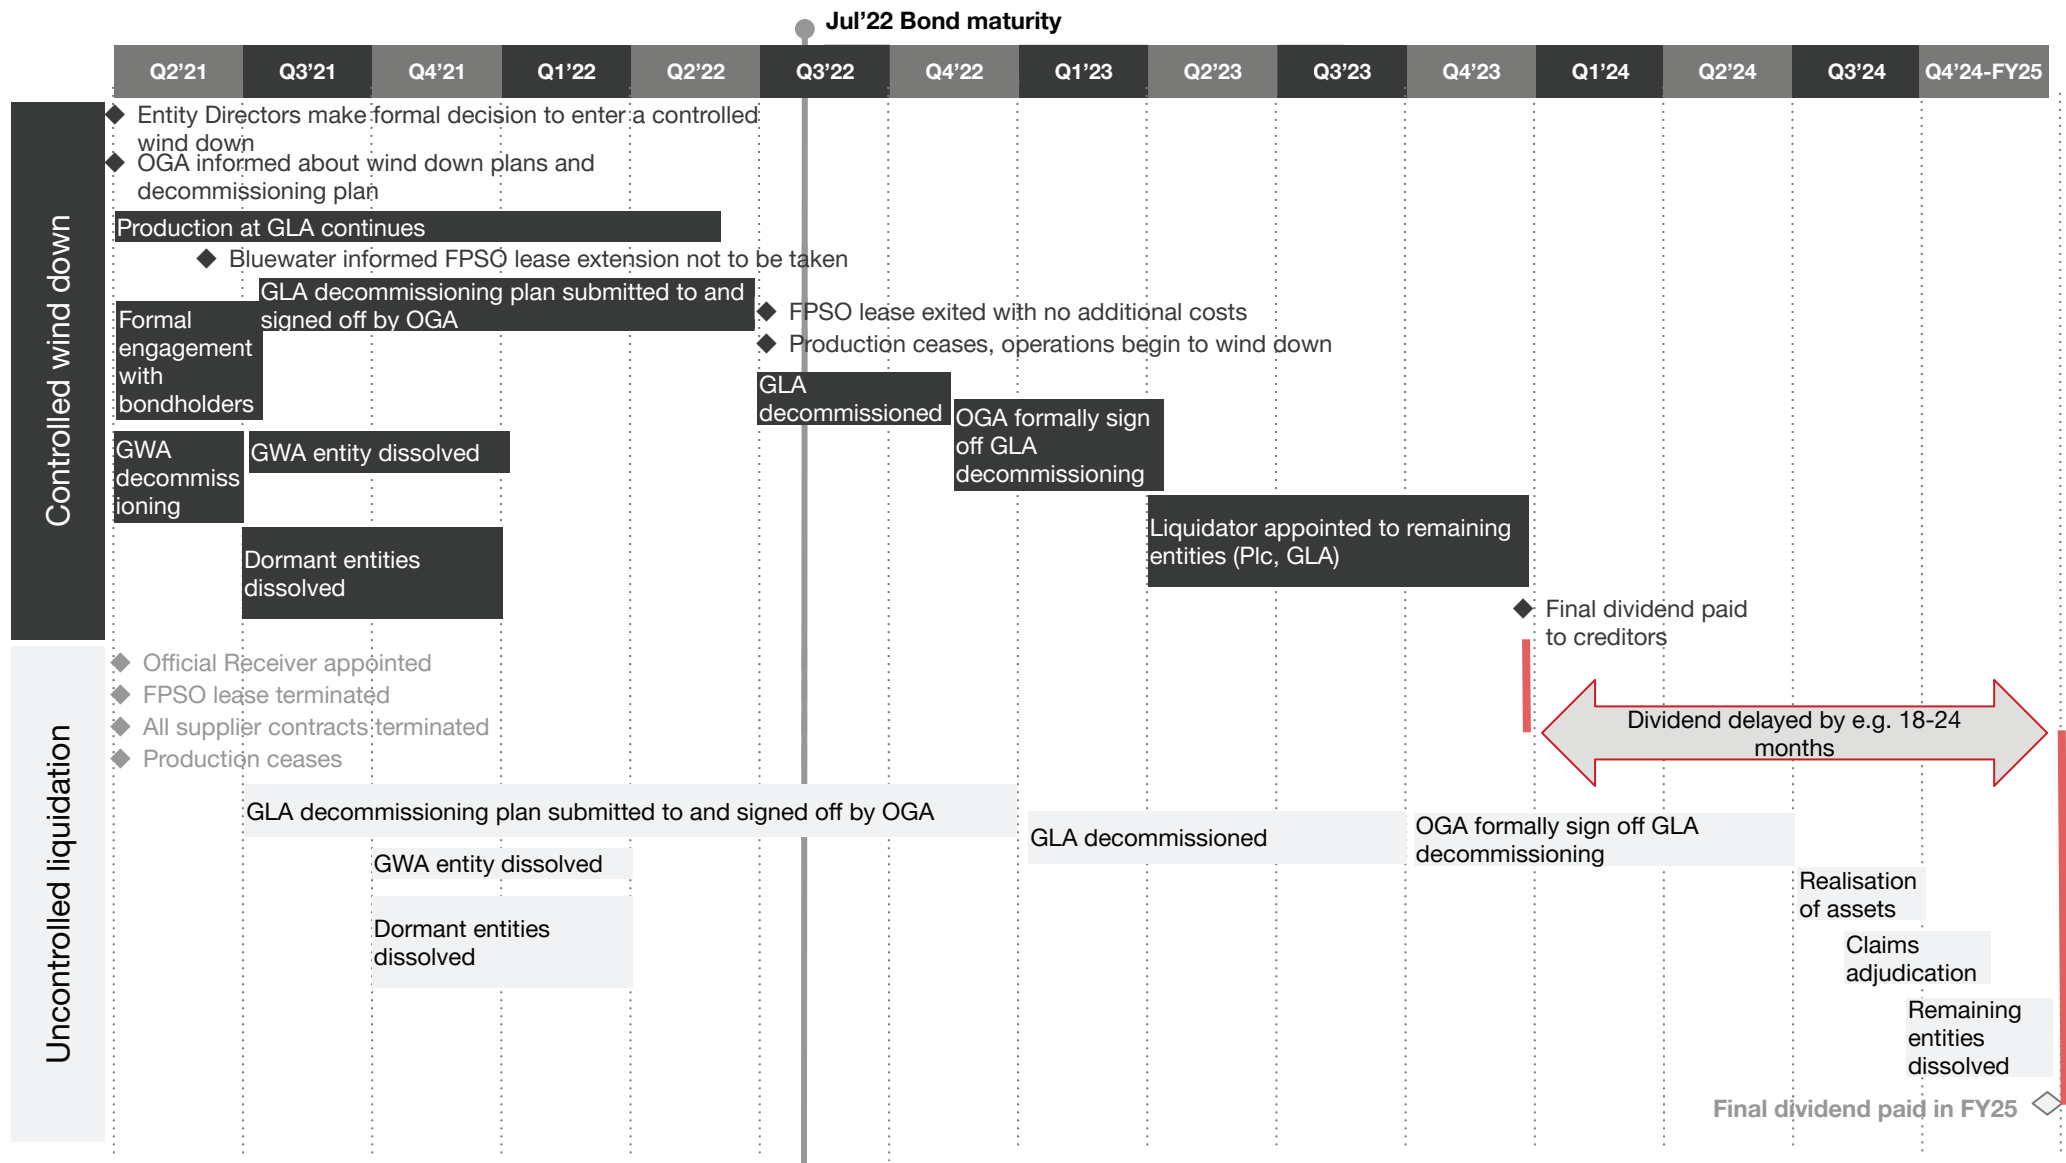 Jul’22 Bond maturity
Q2’21
Q3’21
Q4’21
Q1’22
Q2’22
Q3’22
Q4’22
Q1’23
Q2’23
Q3’23
Q4’23
Q1’24
Q2’24
Q3’24
Q4’24-FY25
Controlled wind down
Entity Directors make formal decision to enter a controlled
wind down
OGA informed about wind down plans and
decommissioning plan
Production at GLA continues
Bluewater informed FPSO lease extension not to be taken
GLA decommissioning plan submitted to and
signed off by OGA
Formal
engagement
with
bondholders
FPSO lease exited with no additional costs
Production ceases, operations begin to wind down
GLA
decommissioned
OGA formally sign
off GLA
decommissioning
GWA
decommiss
ioning
GWA entity dissolved
Dormant entities
dissolved
Liquidator appointed to remaining
entities (Plc, GLA)
Final dividend paid
to creditors
Uncontrolled liquidation
Official Receiver appointed
FPSO lease terminated
All supplier contracts terminated
Production ceases
Dividend delayed by e.g. 18-24
months
GLA decommissioning plan submitted to and signed off by OGA
GLA decommissioned
OGA formally sign off GLA
decommissioning
GWA entity dissolved
Dormant entities
dissolved
Realisation
of assets
Claims
adjudication
Remaining
entities
dissolved
Final dividend paid in FY25